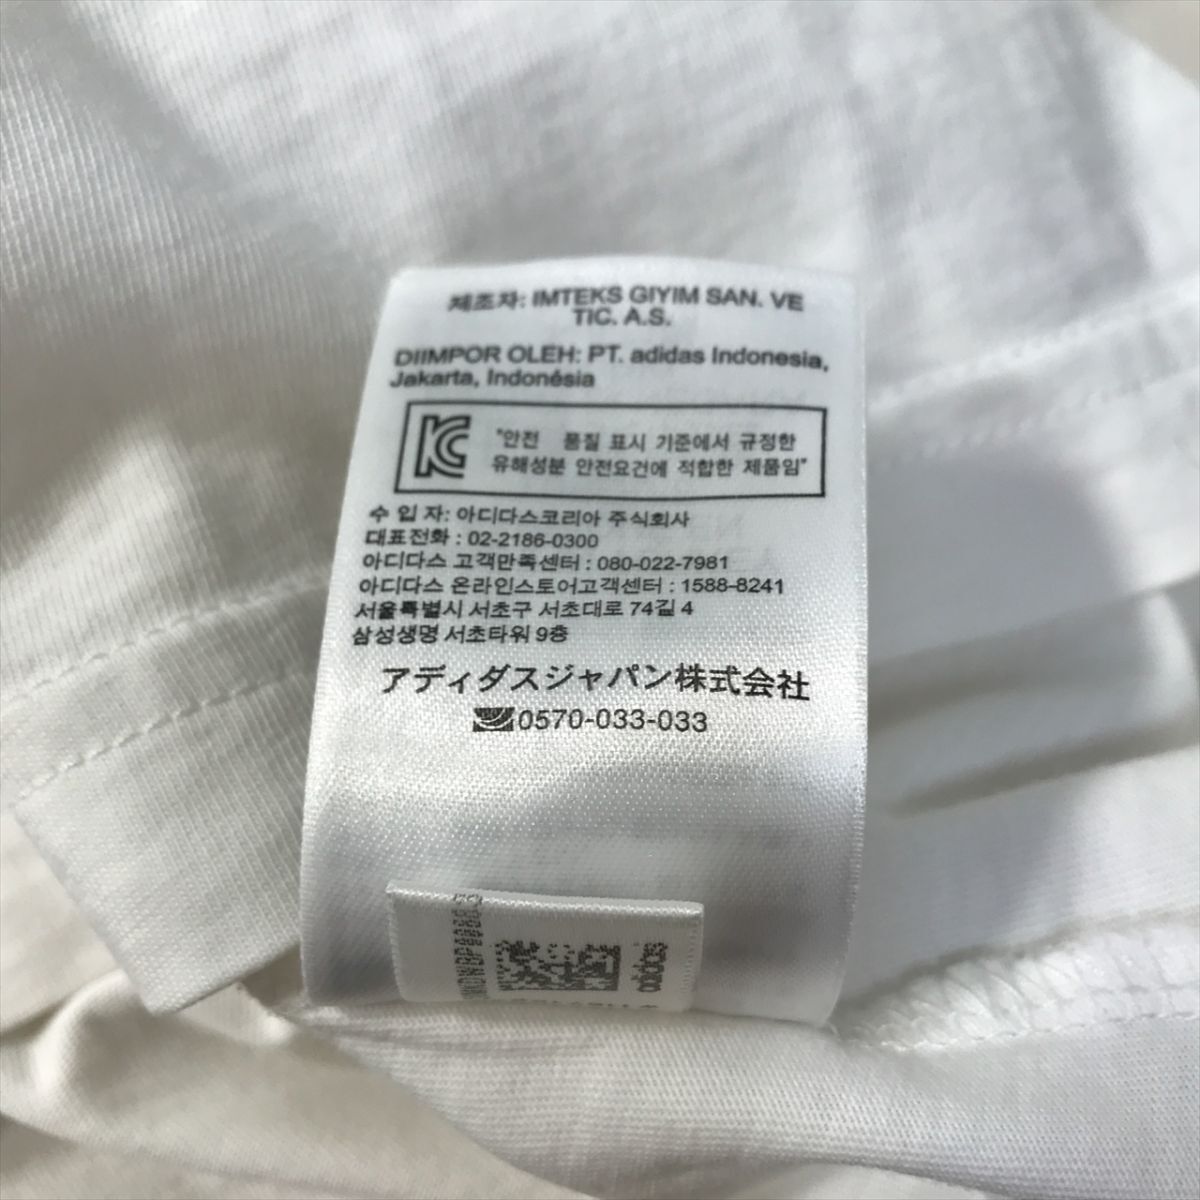 제조자: IMTEKS GIYIM SAN. VE
TIC. A.S.
DIIMPOR OLEH: PT. adidas Indonesia,
Jakarta, Indonésia
KC
"안전 품질 표시 기준에서 규정한
유해성분 안전요건에 적합한 제품임"
수 입 자: 아디다스코리아 주식회사
대표전화 : 02-2186-0300
아디다스 고객만족센터 : 080-022-7981
아디다스 온라인스토어고객센터 : 1588-8241
서울특별시 서초구 서초대로 74길 4
삼성생명 서초타워 9층
アディダスジャパン株式会社
0570-033-033
adidas